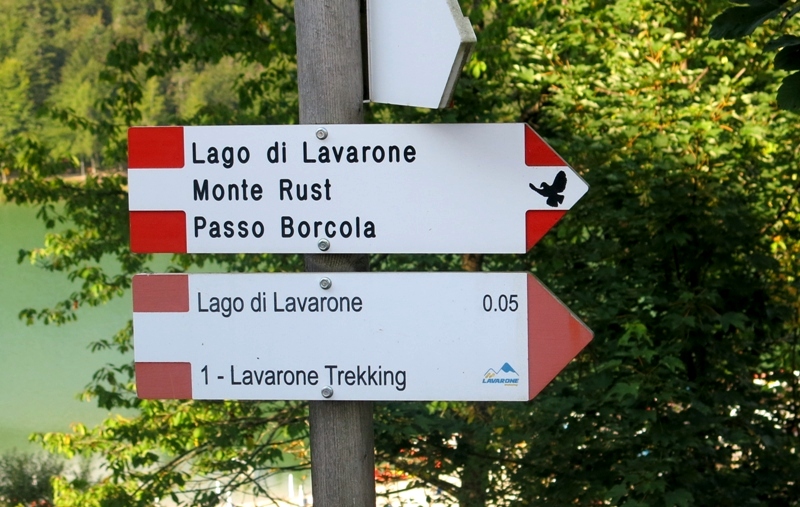 Lago di Lavarone
Monte Rust
Passo Borcola
Lago di Lavarone 0.05
1 - Lavarone Trekking
LAVARONE